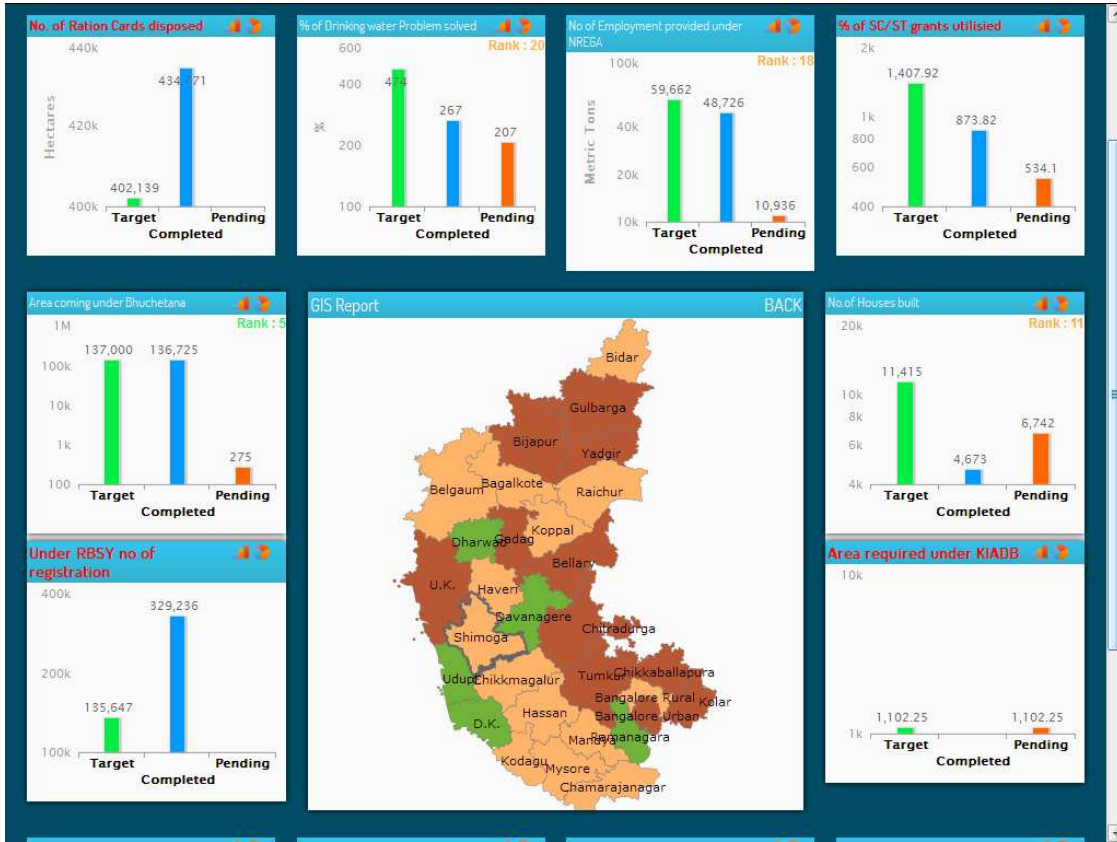 No. of Ration Cards disposed
440k
434,771
Hectares
420k
402,139
400k
Target
Pending
Completed
% of Drinking water Problem solved
Rank : 20
600
474
400
%
267
207
200
100
Target
Pending
Completed
No of Employment provided under
NREGA
Rank : 18
100k
59,662
48,726
Metric Tons
40k
20k
10,936
10k
Target
Pending
Completed
% of SC/ST grants utilisied
2k
1,407.92
1k
873.82
800
600
534.1
400
Target
Pending
Completed
Area coming under Bhuchetana
Rank : 5
1M
137,000
136,725
100k
10k
1k
275
100
Target
Pending
Completed
GIS Report
BACK
Bidar
Gulbarga
Bijapur
Yadgir
Belgaum
Bagalkote
Raichur
Koppal
Dharwad
Gadag
Bellary
U.K.
Haveri
Davanagere
Chitradurga
Shimoga
Udupi
Chikkmagalur
Tumkur
Chikkaballapura
Bangalore Rural
Kolar
Hassan
Bangalore Urban
D.K.
Mandya
Ramanagara
Kodagu
Mysore
Chamarajanagar
No.of Houses built
Rank : 11
20k
11,415
10k
8k
6,742
6k
4,673
4k
Target
Pending
Completed
Under RBSY no of
registration
400k
329,236
200k
135,647
100k
Target
Pending
Completed
Area required under KIADB
10k
1,102.25
1,102.25
1k
Target
Pending
Completed